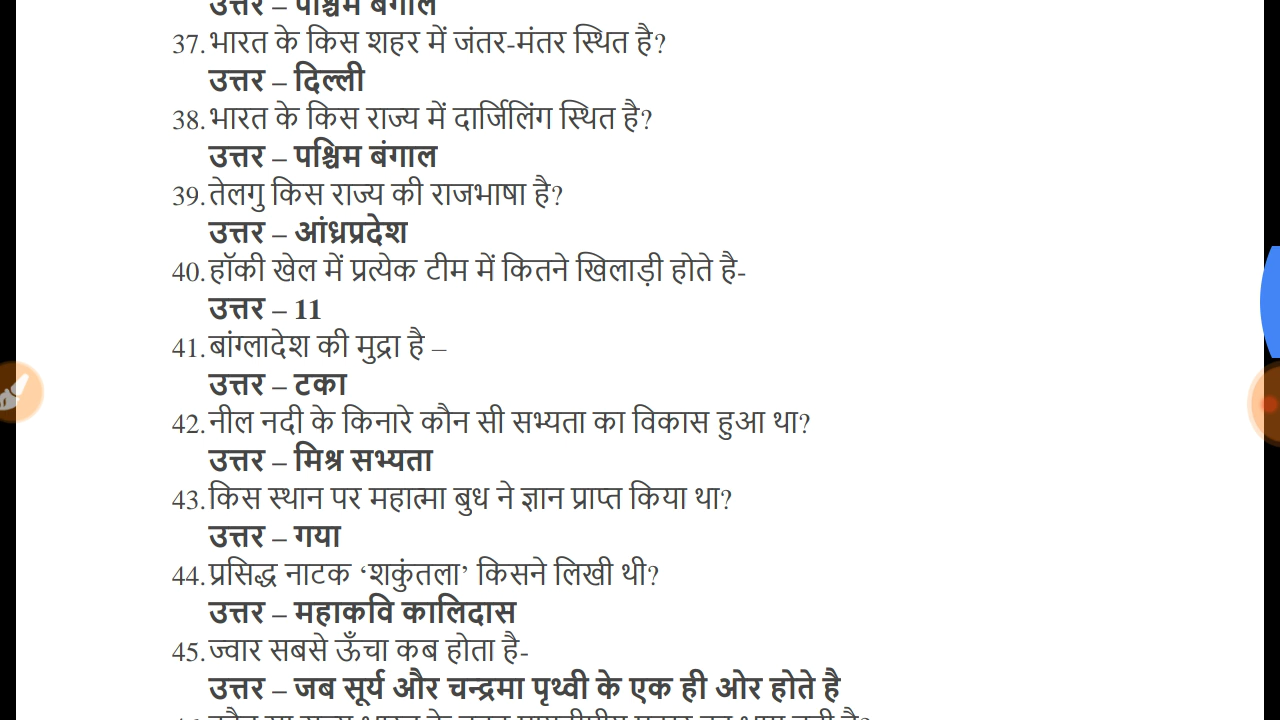 उत्तर – पश्चिम बंगाल
37. भारत के किस शहर में जंतर-मंतर स्थित है?
उत्तर – दिल्ली
38. भारत के किस राज्य में दार्जिलिंग स्थित है?
उत्तर – पश्चिम बंगाल
39. तेलगु किस राज्य की राजभाषा है?
उत्तर – आंध्रप्रदेश
40. हॉकी खेल में प्रत्येक टीम में कितने खिलाड़ी होते है-
उत्तर – 11
41. बांग्लादेश की मुद्रा है –
उत्तर – टका
42. नील नदी के किनारे कौन सी सभ्यता का विकास हुआ था?
उत्तर – मिश्र सभ्यता
43. किस स्थान पर महात्मा बुध ने ज्ञान प्राप्त किया था?
उत्तर – गया
44. प्रसिद्ध नाटक ‘शकुंतला’ किसने लिखी थी?
उत्तर – महाकवि कालिदास
45. ज्वार सबसे ऊँचा कब होता है-
उत्तर – जब सूर्य और चन्द्रमा पृथ्वी के एक ही ओर होते है